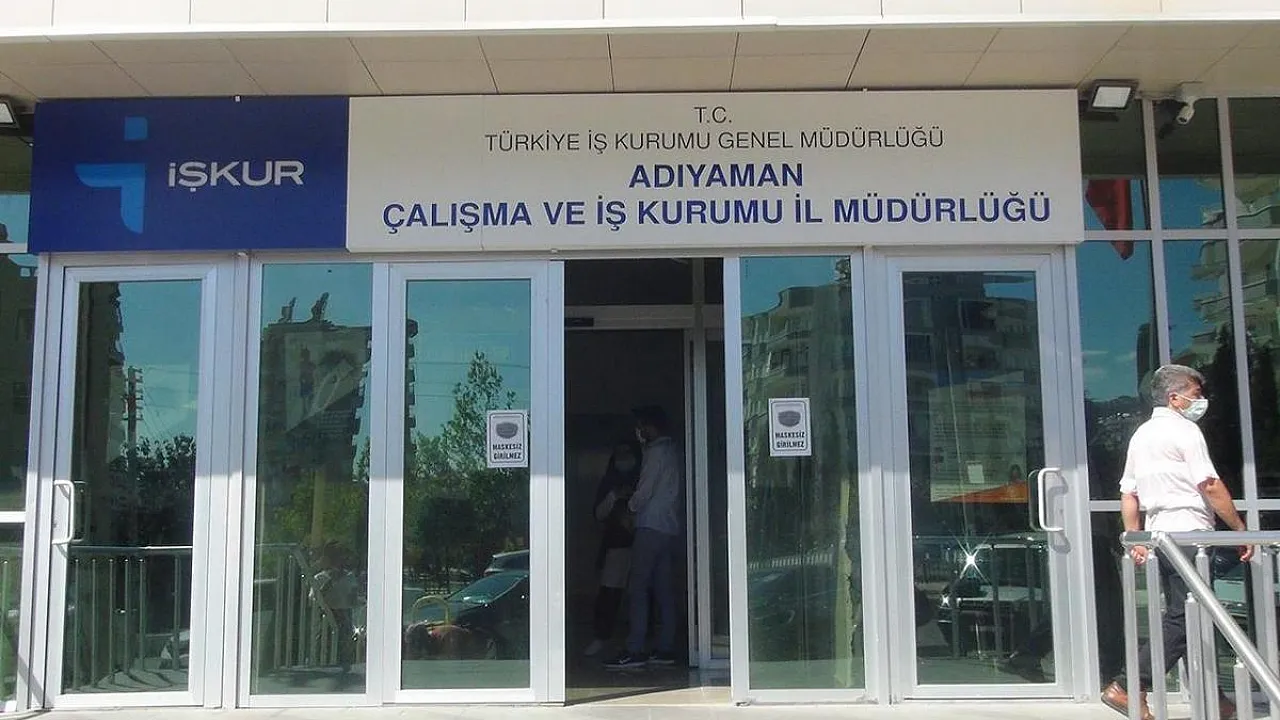 İŞKUR
T.C.
TÜRKİYE İŞ KURUMU GENEL MÜDÜRLÜĞÜ
ADIYAMAN
ÇALIŞMA VE İŞ KURUMU İL MÜDÜRLÜĞÜ
MASKESİZ
GİRİLMEZ
MASKESİZ
GİRİLMEZ